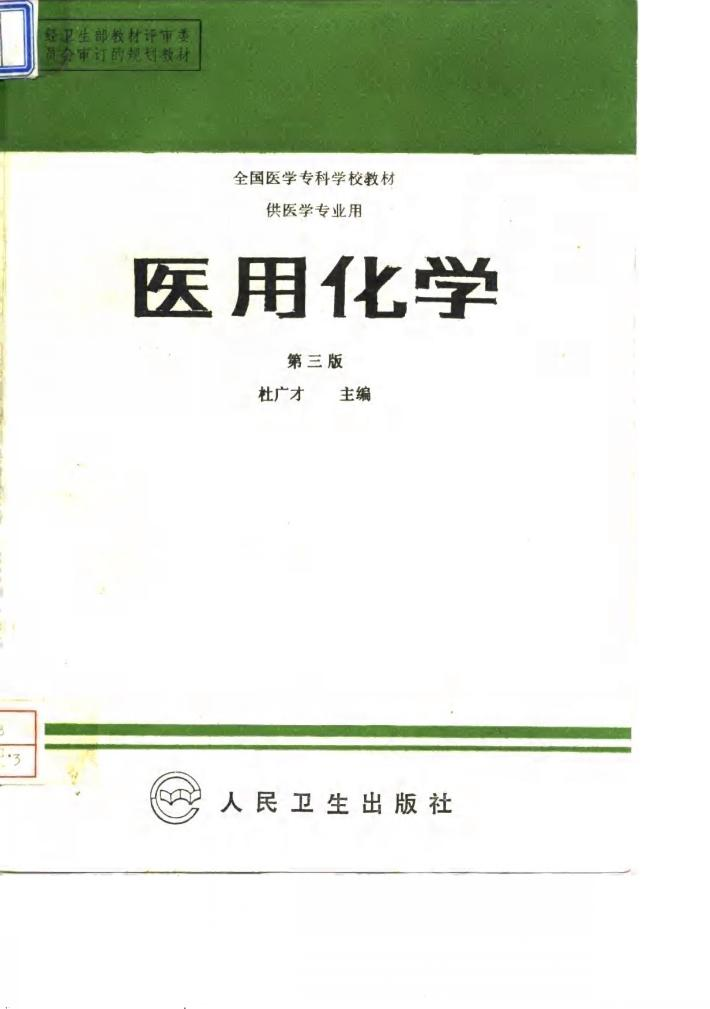 经卫生部教材评审委
员会审订的规划教材
全国医学专科学校教材
供医学专业用
医用化学
第三版
杜广才 主编
人民卫生出版社